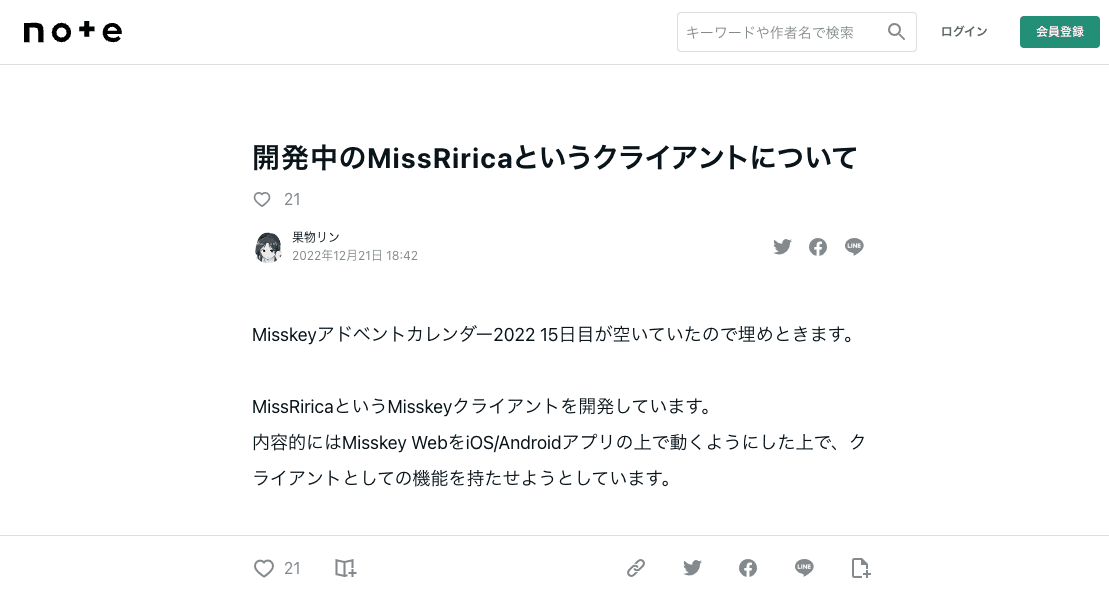 note
キーワードや作者名で検索
ログイン
会員登録
開発中のMissRiricaというクライアントについて
21
果物リン
2022年12月21日 18:42
LINE
Misskeyアドベントカレンダー2022 15日目が空いていたので埋めときます。
MissRiricaというMisskeyクライアントを開発しています。
内容的にはMisskey WebをiOS/Androidアプリの上で動くようにした上で、ク
ライアントとしての機能を持たせようとしています。
21
LINE